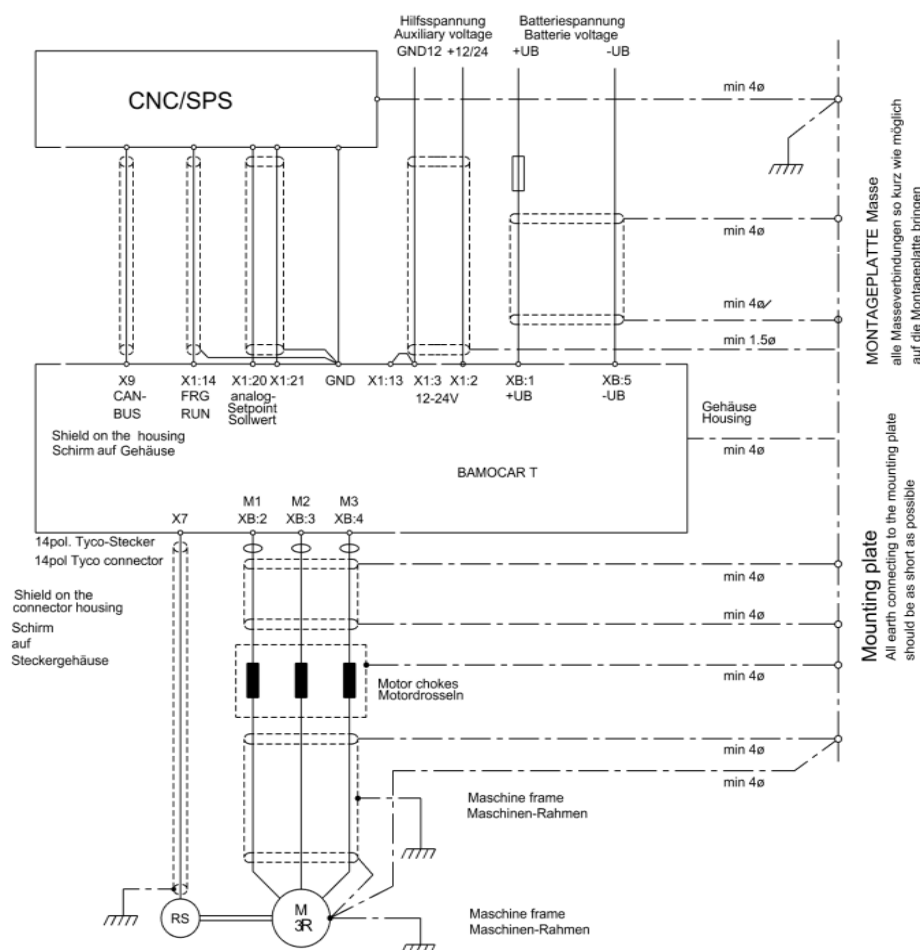 Hilfsspannung
Auxiliary voltage
GND12 +12/24
Batteriespannung
Batterie voltage
+UB -UB
CNC/SPS
min 4ø
min 4ø
min 4ø
min 1.5ø
MONTAGEPLATTE Masse
alle Masseverbindungen so kurz wie möglich
auf die Montageplatte bringen
X9
CAN-
BUS
X1:14
FRG
RUN
X1:20 X1:21
analog-
Setpoint
Sollwert
GND
X1:13
X1:3 X1:2
12-24V
XB:1
+UB
XB:5
-UB
Shield on the housing
Schirm auf Gehäuse
BAMOCAR T
Gehäuse
Housing
min 4ø
X7
M1
XB:2
M2
XB:3
M3
XB:4
14pol. Tyco-Stecker
14pol Tyco connector
Shield on the
connector housing
Schirm
auf
Steckergehäuse
min 4ø
min 4ø
min 4ø
Motor chokes
Motordrosseln
min 4ø
min 4ø
Mounting plate
All earth connecting to the mounting plate
should be as short as possible
Maschine frame
Maschinen-Rahmen
RS
M
3R
Maschine frame
Maschinen-Rahmen